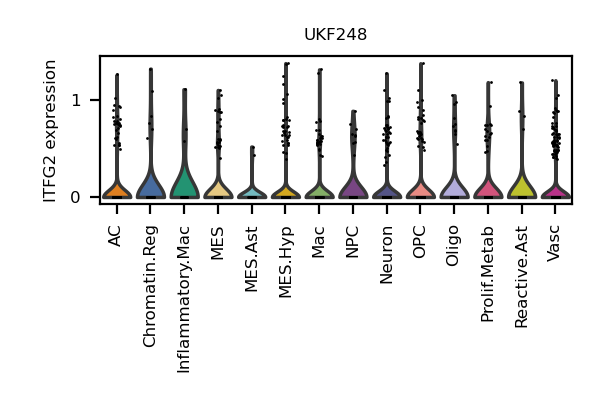 UKF248
ITFG2 expression
1
0
AC
Chromatin.Reg
Inflammatory.Mac
MES
MES.Ast
MES.Hyp
Mac
NPC
Neuron
OPC
Oligo
Prolif.Metab
Reactive.Ast
Vasc